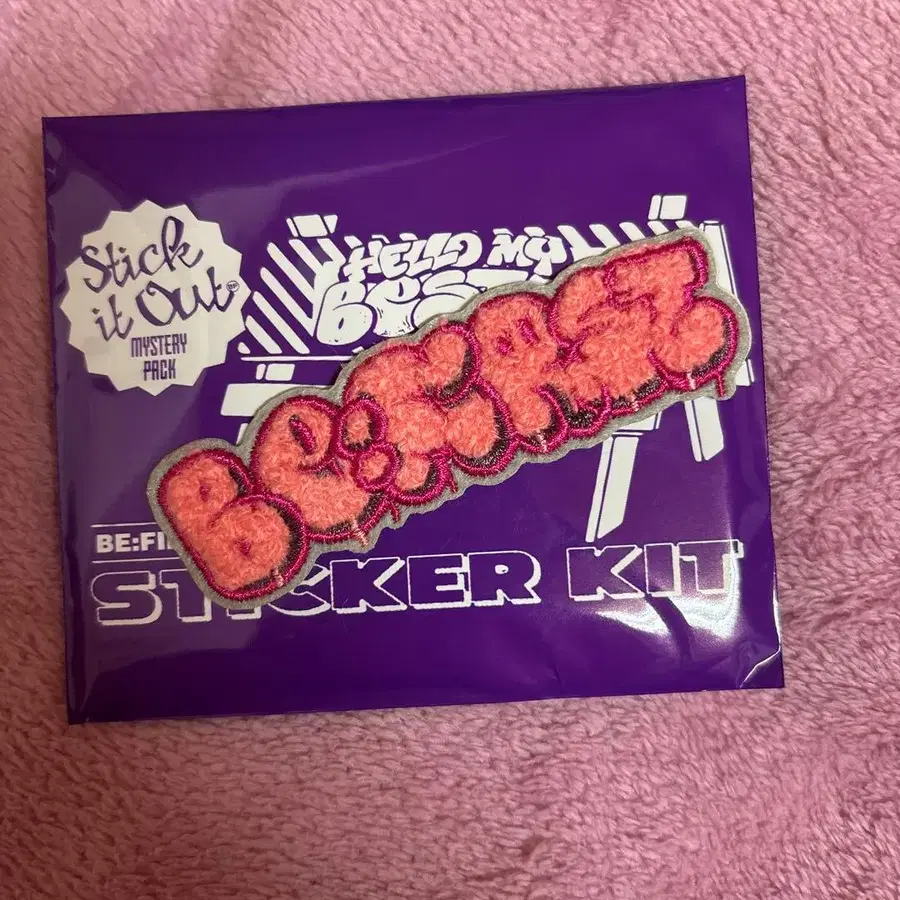 Stick
it Out
MYSTERY
PACK
HELLO MY
BEST
BE:FIRST
BE:FI
STICKER KIT